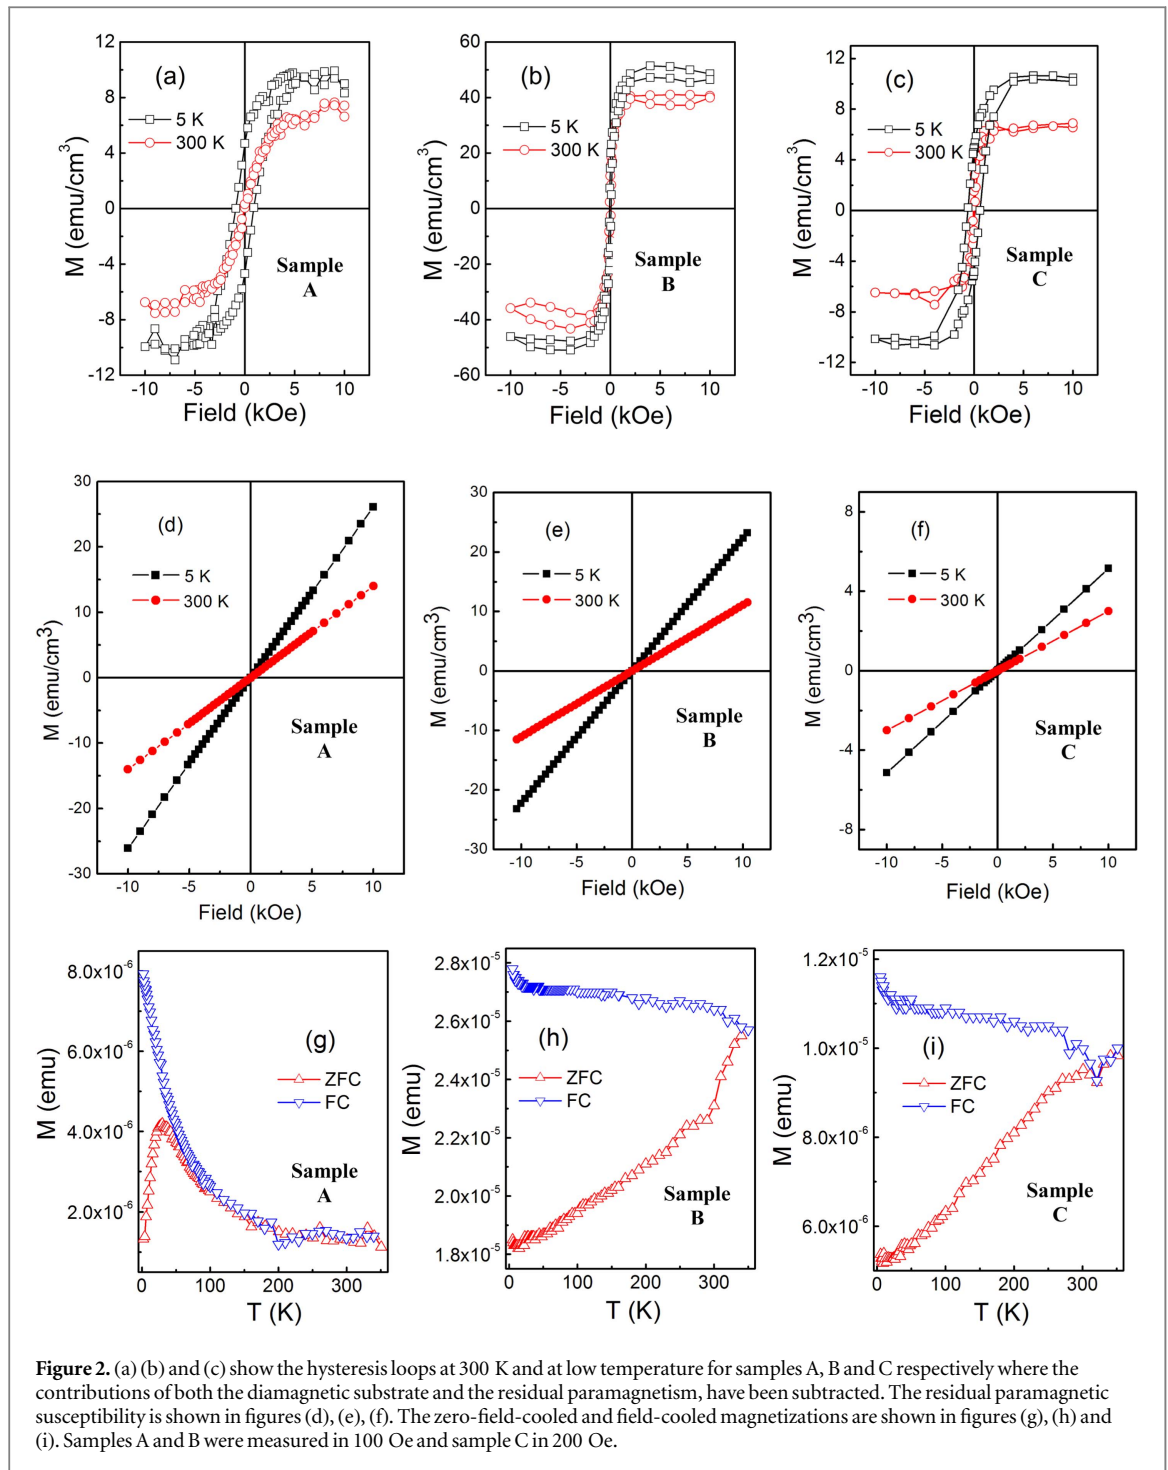 12
8
4
0
-4
-8
-12
M (emu/cm³)
(a)
5 K
300 K
Sample
A
-10 -5 0 5 10
Field (kOe)
60
40
20
0
-20
-40
-60
M (emu/cm³)
(b)
5 K
300 K
Sample
B
-10 -5 0 5 10
Field (kOe)
12
8
4
0
-4
-8
-12
M (emu/cm³)
(c)
5 K
300 K
Sample
C
-10 -5 0 5 10
Field (kOe)
30
20
10
0
-10
-20
-30
M (emu/cm³)
(d)
5 K
300 K
Sample
A
-10 -5 0 5 10
Field (kOe)
30
20
10
0
-10
-20
-30
M (emu/cm³)
(e)
5 K
300 K
Sample
B
-10 -5 0 5 10
Field (kOe)
8
4
0
-4
-8
M (emu/cm³)
(f)
5 K
300 K
Sample
C
-10 -5 0 5 10
Field (kOe)
8.0x10⁻⁶
6.0x10⁻⁶
4.0x10⁻⁶
2.0x10⁻⁶
M (emu)
(g)
ZFC
FC
Sample
A
0 100 200 300
T (K)
2.8x10⁻⁵
2.6x10⁻⁵
2.4x10⁻⁵
2.2x10⁻⁵
2.0x10⁻⁵
1.8x10⁻⁵
M (emu)
(h)
ZFC
FC
Sample
B
0 100 200 300
T (K)
1.2x10⁻⁵
1.0x10⁻⁵
8.0x10⁻⁶
6.0x10⁻⁶
M (emu)
(i)
ZFC
FC
Sample
C
0 100 200 300
T (K)
Figure 2. (a) (b) and (c) show the hysteresis loops at 300 K and at low temperature for samples A, B and C respectively where the
contributions of both the diamagnetic substrate and the residual paramagnetism, have been subtracted. The residual paramagnetic
susceptibility is shown in figures (d), (e), (f). The zero-field-cooled and field-cooled magnetizations are shown in figures (g), (h) and
(i). Samples A and B were measured in 100 Oe and sample C in 200 Oe.